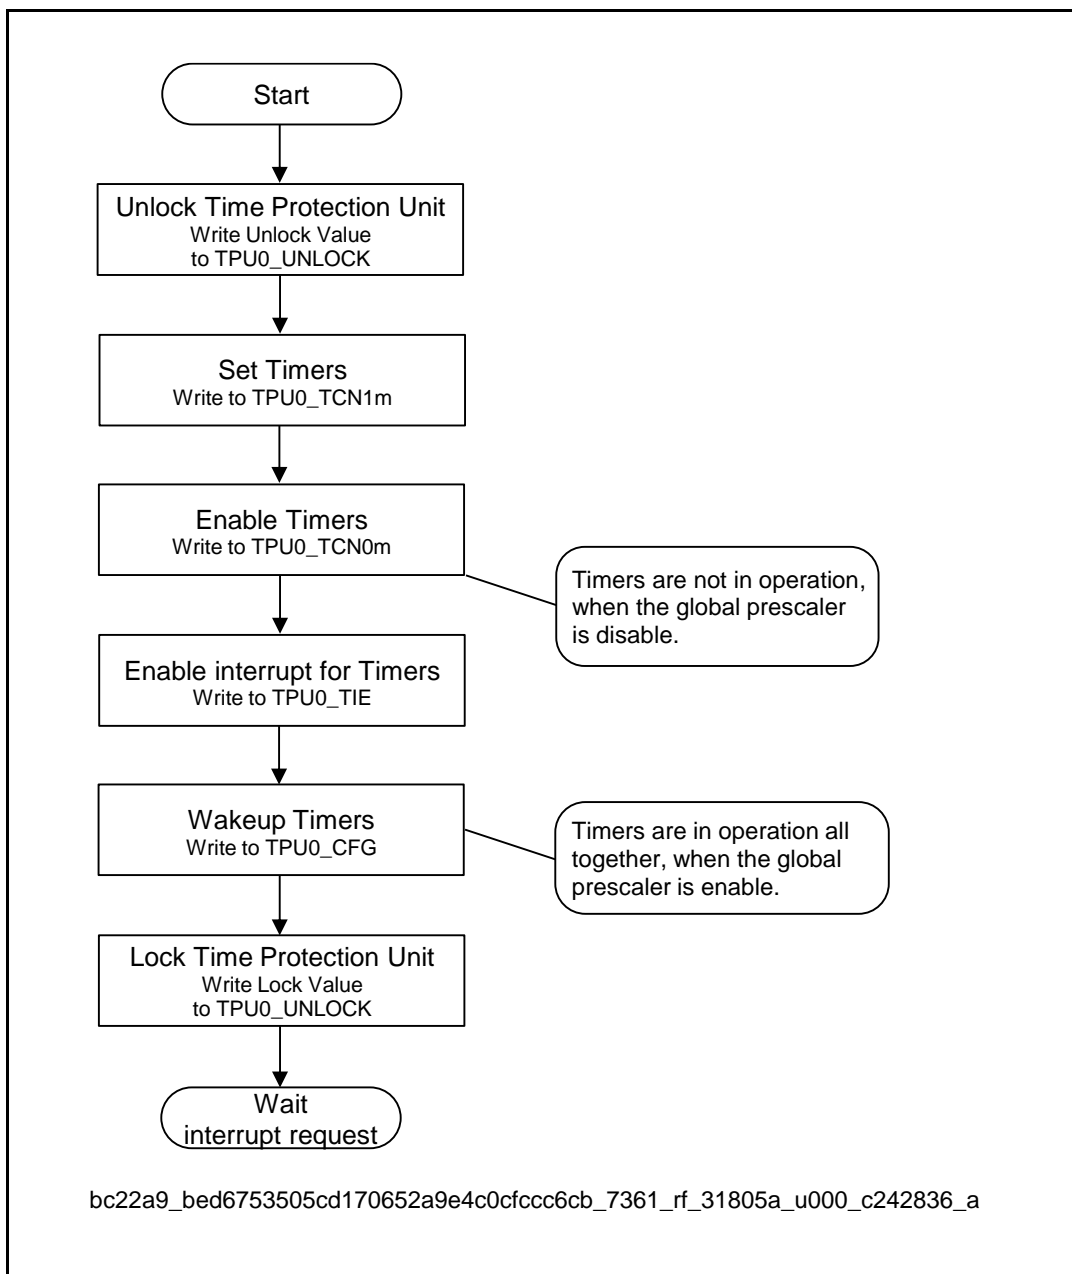 Start
Unlock Time Protection Unit
Write Unlock Value
to TPU0_UNLOCK
Set Timers
Write to TPU0_TCN1m
Enable Timers
Write to TPU0_TCN0m
Timers are not in operation,
when the global prescaler
is disable.
Enable interrupt for Timers
Write to TPU0_TIE
Wakeup Timers
Write to TPU0_CFG
Timers are in operation all
together, when the global
prescaler is enable.
Lock Time Protection Unit
Write Lock Value
to TPU0_UNLOCK
Wait
interrupt request
bc22a9_bed6753505cd170652a9e4c0cfccc6cb_7361_rf_31805a_u000_c242836_a